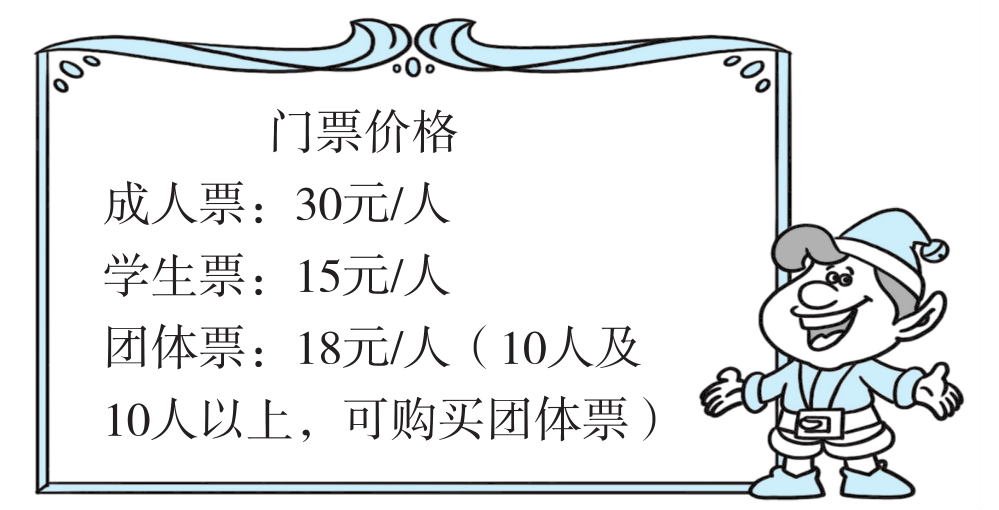 门票价格
成人票：30元/人
学生票：15元/人
团体票：18元/人（10人及
10人以上，可购买团体票）